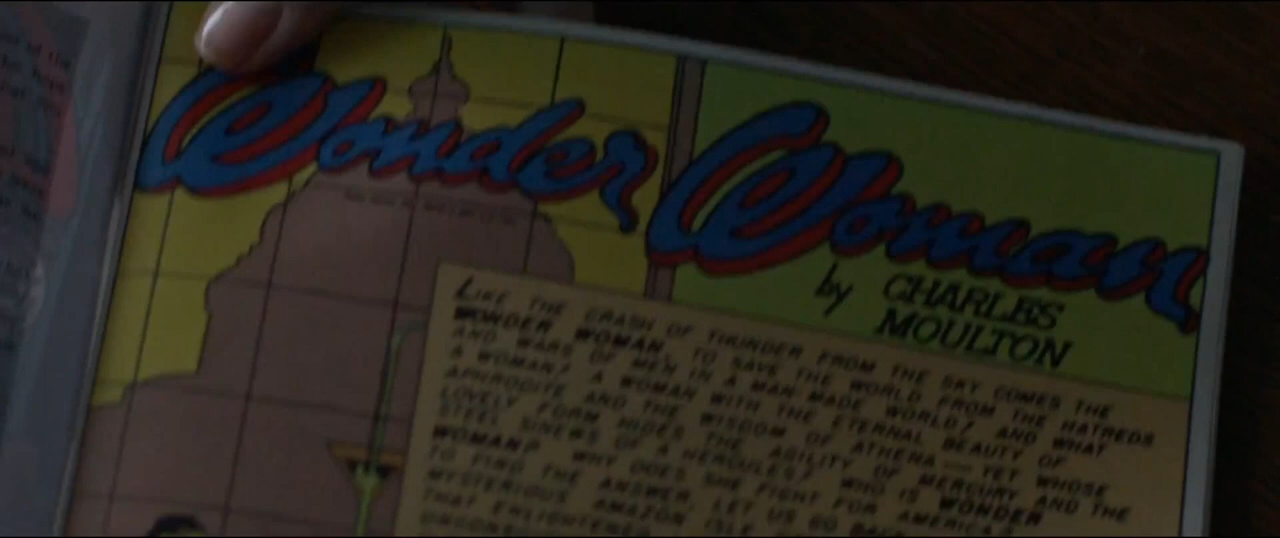 Wonder Woman
by CHARLES
MOULTON
LIKE THE CRASH OF THUNDER FROM THE SKY COMES THE
WONDER WOMAN, TO SAVE THE WORLD FROM THE HATREDS
AND WARS OF MEN IN A MAN-MADE WORLD! AND WHAT
A WOMAN! A WOMAN WITH THE ETERNAL BEAUTY OF
APHRODITE AND THE WISDOM OF ATHENA — YET WHOSE
LOVELY FORM HIDES THE AGILITY OF MERCURY AND THE
STEEL SINEWS OF A HERCULES! WHO IS WONDER
WOMAN? WHY DOES SHE FIGHT FOR AMERICA?
TO FIND THE ANSWER, LET US GO BACK
MYSTERIOUS AMAZON ISLE
THAT ENLIGHTENED